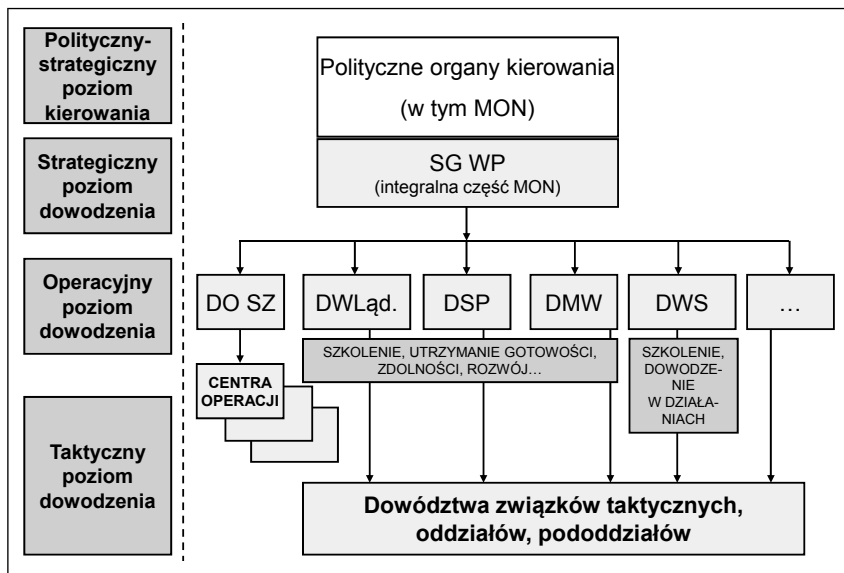 Polityczny-
strategiczny
poziom
kierowania
Polityczne organy kierowania
(w tym MON)
Strategiczny
poziom
dowodzenia
SG WP
(integralna część MON)
Operacyjny
poziom
dowodzenia
DO SZ
DWLąd.
DSP
DMW
DWS
...
SZKOLENIE, UTRZYMANIE GOTOWOŚCI,
ZDOLNOŚCI, ROZWÓJ...
SZKOLENIE,
DOWODZE-
NIE
W DZIAŁA-
NIACH
CENTRA
OPERACJI
Taktyczny
poziom
dowodzenia
Dowództwa związków taktycznych,
oddziałów, pododdziałów